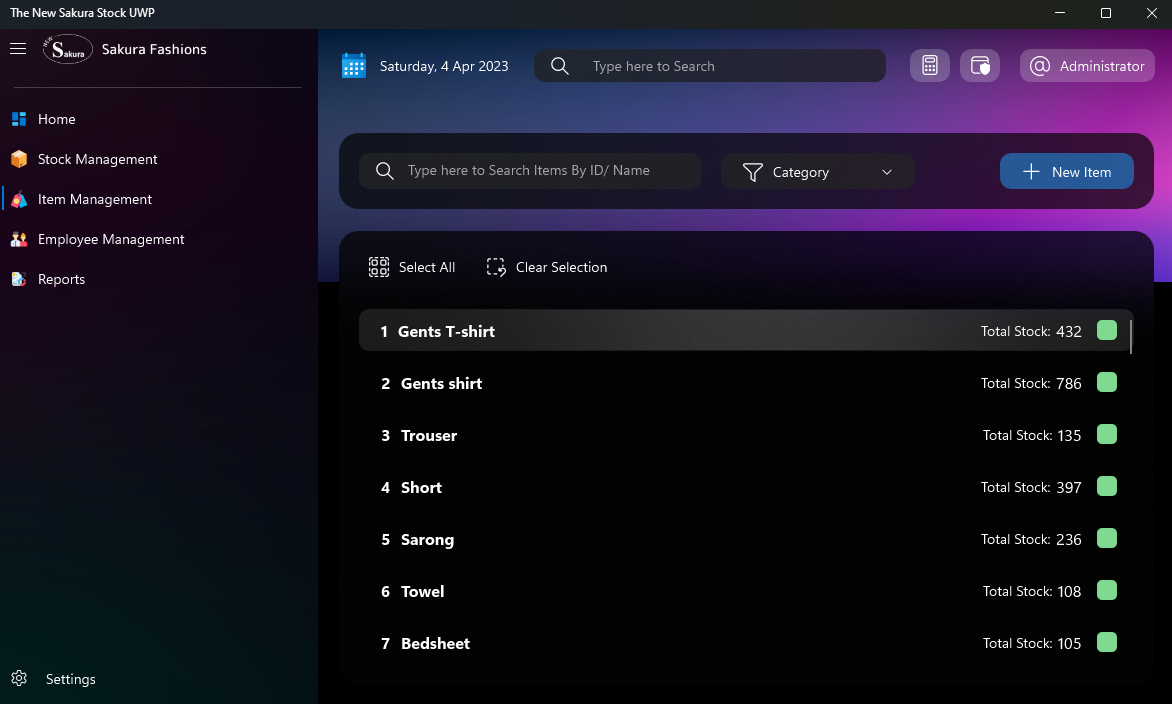 The New Sakura Stock UWP
NEW Sakura
Sakura Fashions
Home
Stock Management
Item Management
Employee Management
Reports
Settings
Saturday, 4 Apr 2023
Type here to Search
Administrator
Type here to Search Items By ID/ Name
Category
New Item
Select All
Clear Selection
1 Gents T-shirt Total Stock: 432
2 Gents shirt Total Stock: 786
3 Trouser Total Stock: 135
4 Short Total Stock: 397
5 Sarong Total Stock: 236
6 Towel Total Stock: 108
7 Bedsheet Total Stock: 105